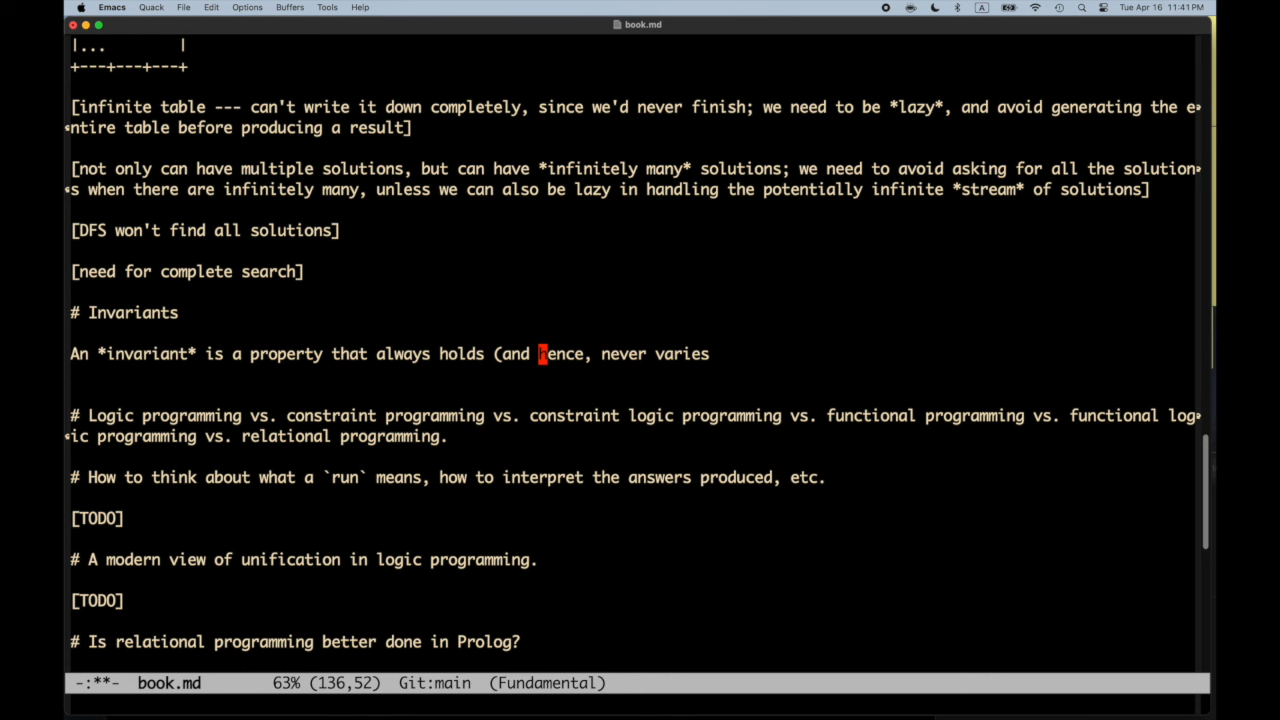 Emacs Quack File Edit Options Buffers Tools Help A Tue Apr 16 11:41 PM
book.md
|... |
+---+---+---+
[infinite table --- can't write it down completely, since we'd never finish; we need to be *lazy*, and avoid generating the e
ntire table before producing a result]
[not only can have multiple solutions, but can have *infinitely many* solutions; we need to avoid asking for all the solution
s when there are infinitely many, unless we can also be lazy in handling the potentially infinite *stream* of solutions]
[DFS won't find all solutions]
[need for complete search]
# Invariants
An *invariant* is a property that always holds (and hence, never varies
# Logic programming vs. constraint programming vs. constraint logic programming vs. functional programming vs. functional log
ic programming vs. relational programming.
# How to think about what a `run` means, how to interpret the answers produced, etc.
[TODO]
# A modern view of unification in logic programming.
[TODO]
# Is relational programming better done in Prolog?
-:**- book.md 63% (136,52) Git:main (Fundamental)